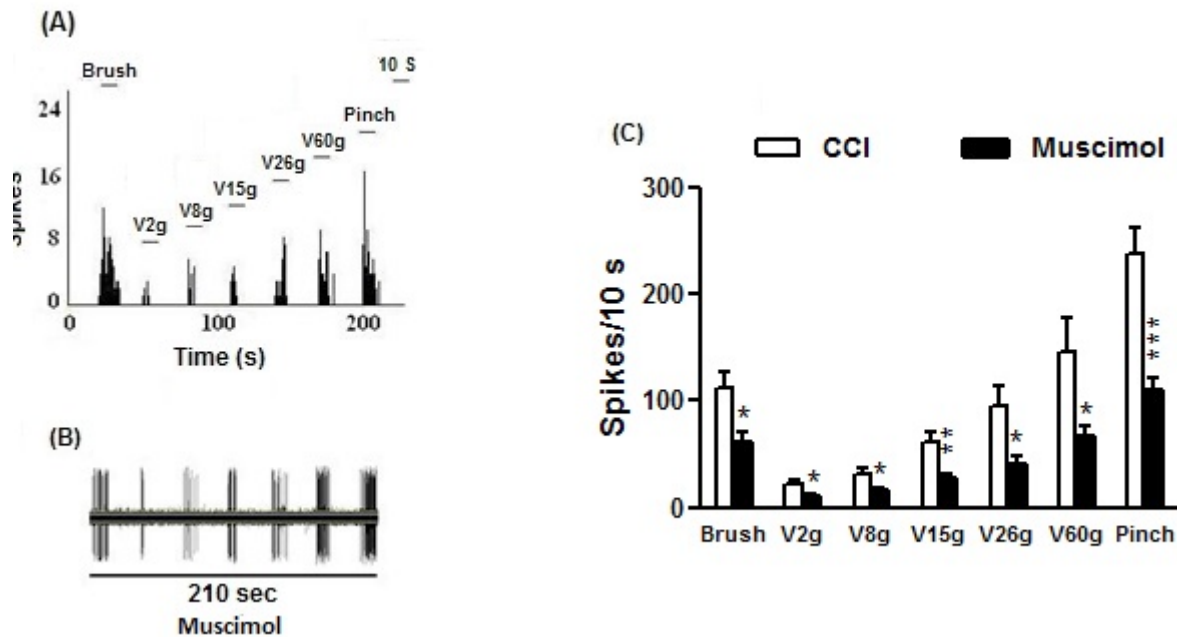 (A)
10 S
Brush
24
Pinch
V60g
16
V26g
V15g
V8g
V2g
8
0
0 100 200
Time (s)
(B)
210 sec
Muscimol
(C)
CCI Muscimol
300
200
100
0
Spikes/10 s
* * * ** * * ***
Brush V2g V8g V15g V26g V60g Pinch